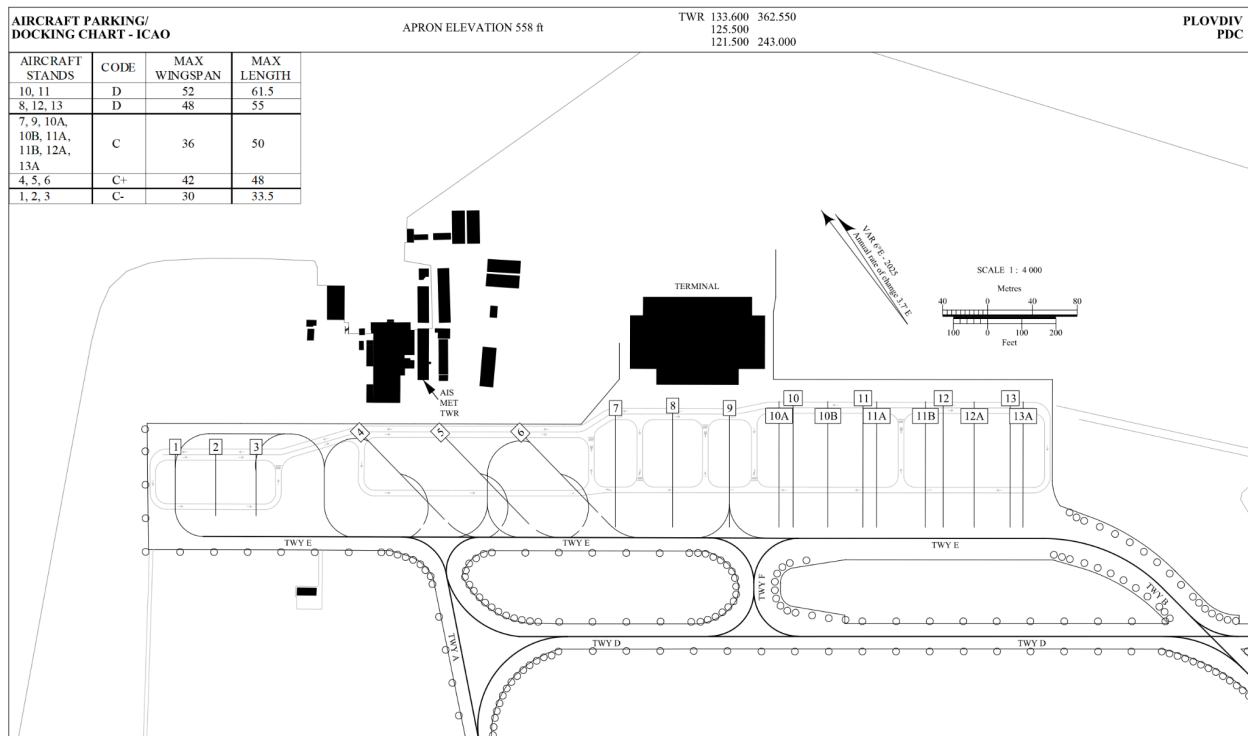 AIRCRAFT PARKING/
DOCKING CHART - ICAO
APRON ELEVATION 558 ft
TWR 133.600 362.550
125.500
121.500 243.000
PLOVDIV
PDC
AIRCRAFT STANDS CODE MAX WINGSPAN MAX LENGTH
10, 11 D 52 61.5
8, 12, 13 D 48 55
7, 9, 10A,
10B, 11A,
11B, 12A,
13A
C 36 50
4, 5, 6 C+ 42 48
1, 2, 3 C- 30 33.5
VAR 6°E - 2025
Annual rate of change 3.7' E
SCALE 1 : 4 000
Metres
40 0 40 80
100 0 100 200
Feet
TERMINAL
AIS
MET
TWR
1
2
3
4
5
6
7
8
9
10
11
12
13
10A
10B
11A
11B
12A
13A
TWY E
TWY E
TWY E
TWY F
TWY B
TWY A
TWY D
TWY D